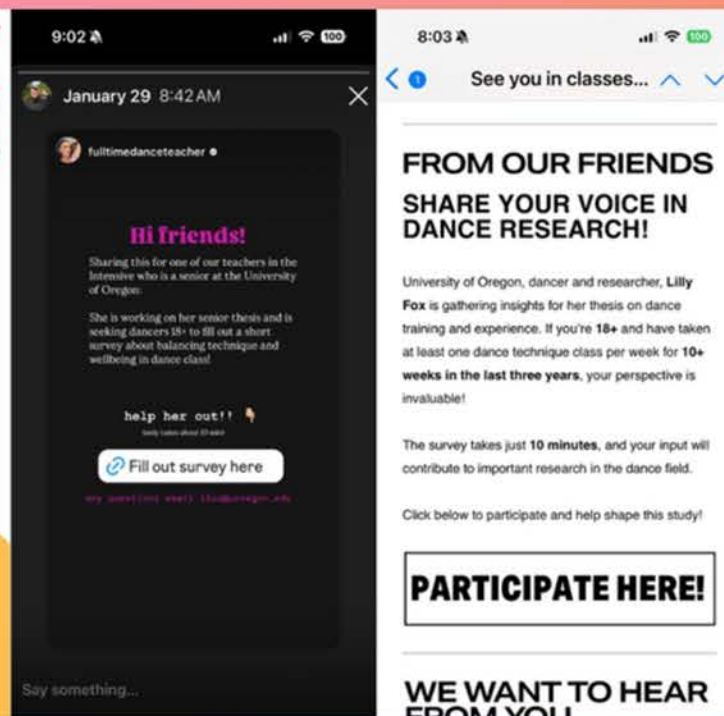 9:02
100
January 29 8:42 AM
fulltimedanceteacher
Hi friends!
Sharing this for one of our teachers in the
Intensive who is a senior at the University
of Oregon:
She is working on her senior thesis and is
seeking dancers 18+ to fill out a short
survey about balancing technique and
wellbeing in dance class!
help her out!! 👇
Fill out survey here
any questions email
Say something...
8:03
100
1
See you in classes...
FROM OUR FRIENDS
SHARE YOUR VOICE IN
DANCE RESEARCH!
University of Oregon, dancer and researcher, Lilly
Fox is gathering insights for her thesis on dance
training and experience. If you're 18+ and have taken
at least one dance technique class per week for 10+
weeks in the last three years, your perspective is
invaluable!
The survey takes just 10 minutes, and your input will
contribute to important research in the dance field.
Click below to participate and help shape this study!
PARTICIPATE HERE!
WE WANT TO HEAR
FROM YOU